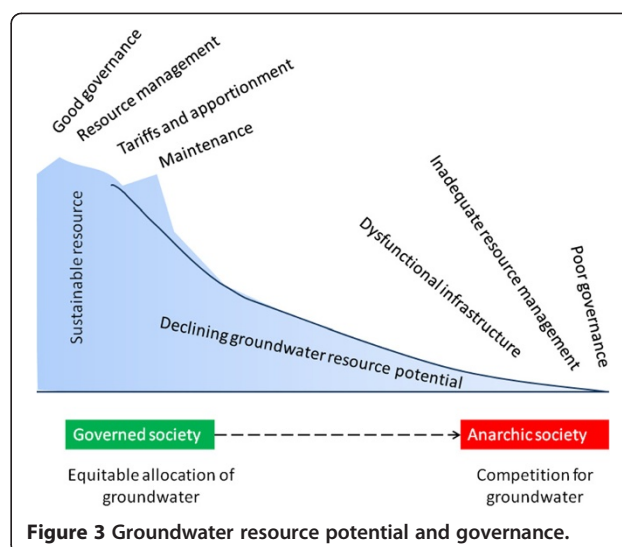 Good governance
Resource management
Tariffs and apportionment
Maintenance
Sustainable resource
Declining groundwater resource potential
Dysfunctional infrastructure
Inadequate resource management
Poor governance
Governed society
Anarchic society
Equitable allocation of
groundwater
Competition for
groundwater
Figure 3 Groundwater resource potential and governance.